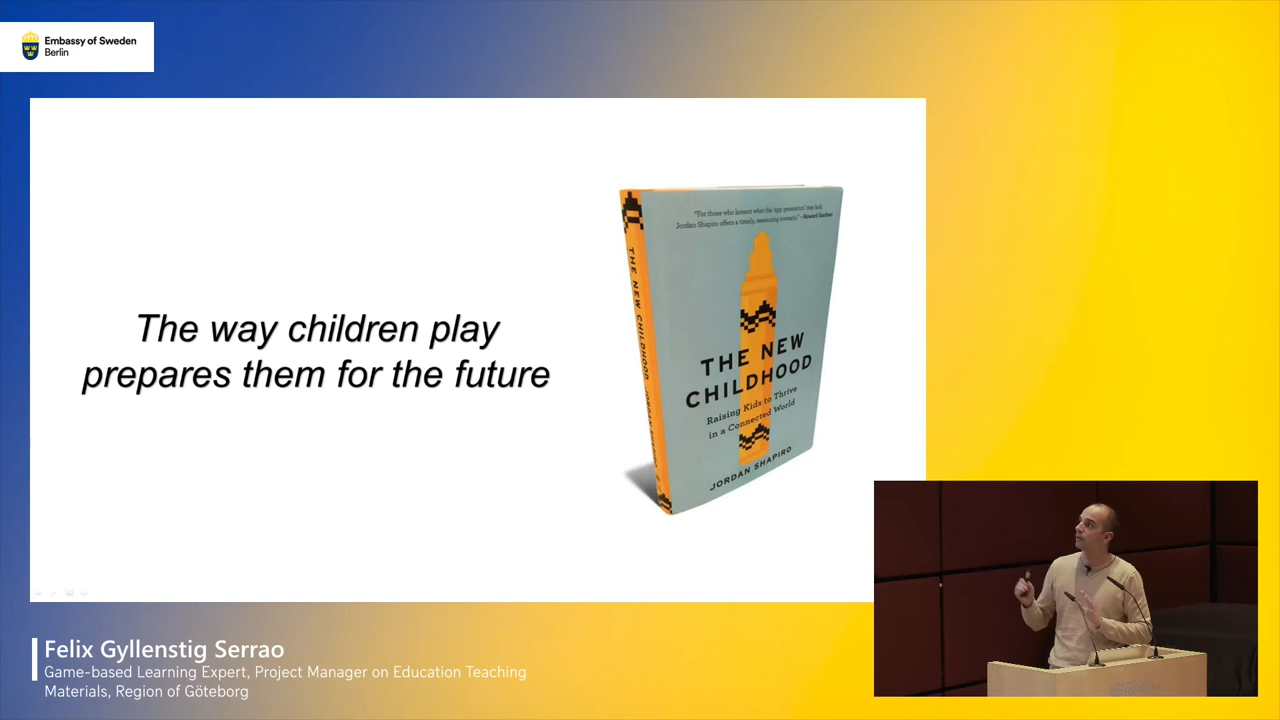 Embassy of Sweden
Berlin
The way children play
prepares them for the future
"For those who lament what the 'app generation' may lack
Jordan Shapiro offers a timely, reassuring scenario." —Howard Gardner
THE NEW CHILDHOOD
JORDAN SHAPIRO
THE NEW
CHILDHOOD
Raising Kids to Thrive
in a Connected World
JORDAN SHAPIRO
Felix Gyllenstig Serrao
Game-based Learning Expert, Project Manager on Education Teaching
Materials, Region of Göteborg